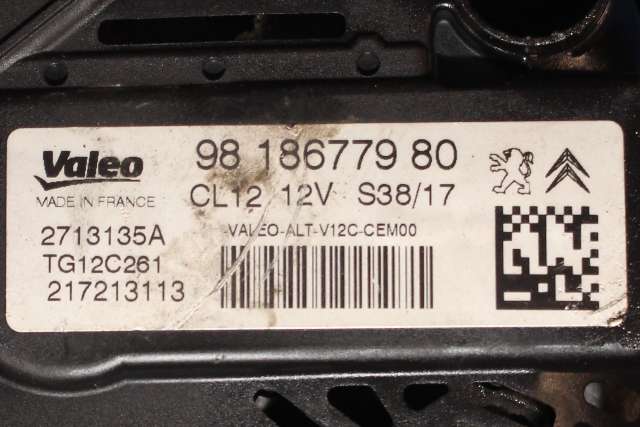 Valeo
MADE IN FRANCE
98 186779 80
CL12 12V S38/17
2713135A
TG12C261
217213113
-VALEO-ALT-V12C-CEM00